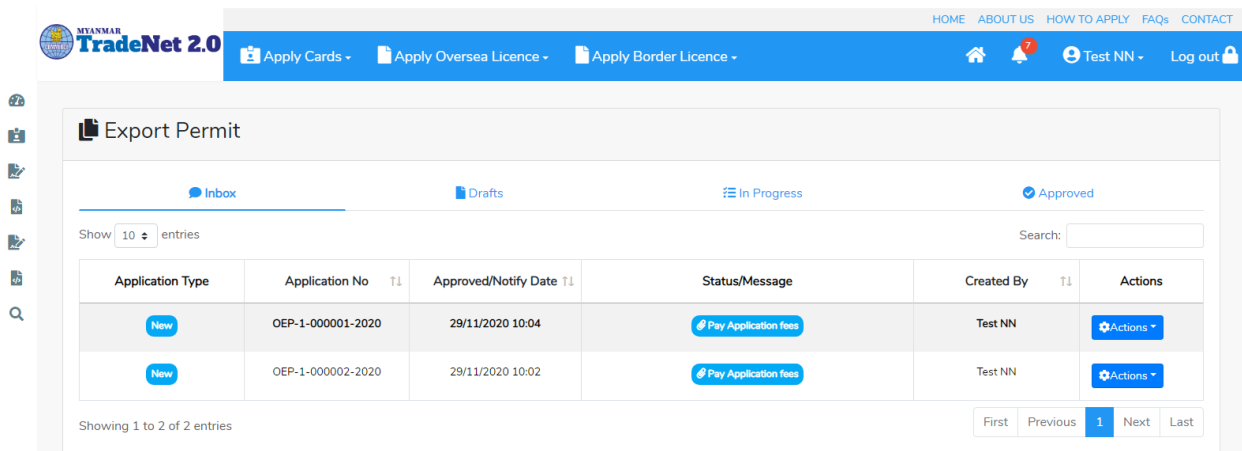 HOME ABOUT US HOW TO APPLY FAQs CONTACT
MYANMAR
TradeNet 2.0
Apply Cards Apply Oversea Licence Apply Border Licence 7 Test NN Log out
Export Permit
Inbox Drafts In Progress Approved
Show 10 entries Search:
Application Type Application No Approved/Notify Date Status/Message Created By Actions
New OEP-1-000001-2020 29/11/2020 10:04 Pay Application fees Test NN Actions
New OEP-1-000002-2020 29/11/2020 10:02 Pay Application fees Test NN Actions
Showing 1 to 2 of 2 entries First Previous 1 Next Last